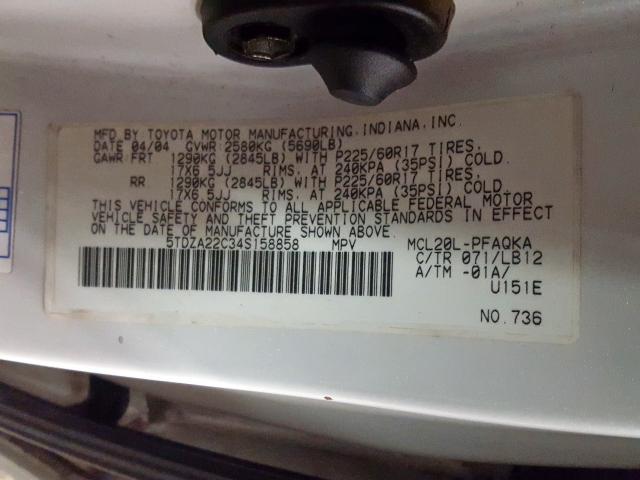 MFD BY TOYOTA MOTOR MANUFACTURING, INDIANA, INC.
DATE 04/04 GVWR 2580KG (5690LB)
GAWR FRT 1290KG (2845LB) WITH P225/60R17 TIRES,
17X6.5JJ RIMS, AT 240KPA (35PSI) COLD.
RR 1290KG (2845LB) WITH P225/60R17 TIRES,
17X6.5JJ RIMS, AT 240KPA (35PSI) COLD.
THIS VEHICLE CONFORMS TO ALL APPLICABLE FEDERAL MOTOR
VEHICLE SAFETY AND THEFT PREVENTION STANDARDS IN EFFECT
ON THE DATE OF MANUFACTURE SHOWN ABOVE.
5TDZA22C34S158858 MPV MCL20L-PFAQKA
C/TR 071/LB12
A/TM -01A/
U151E
NO.736